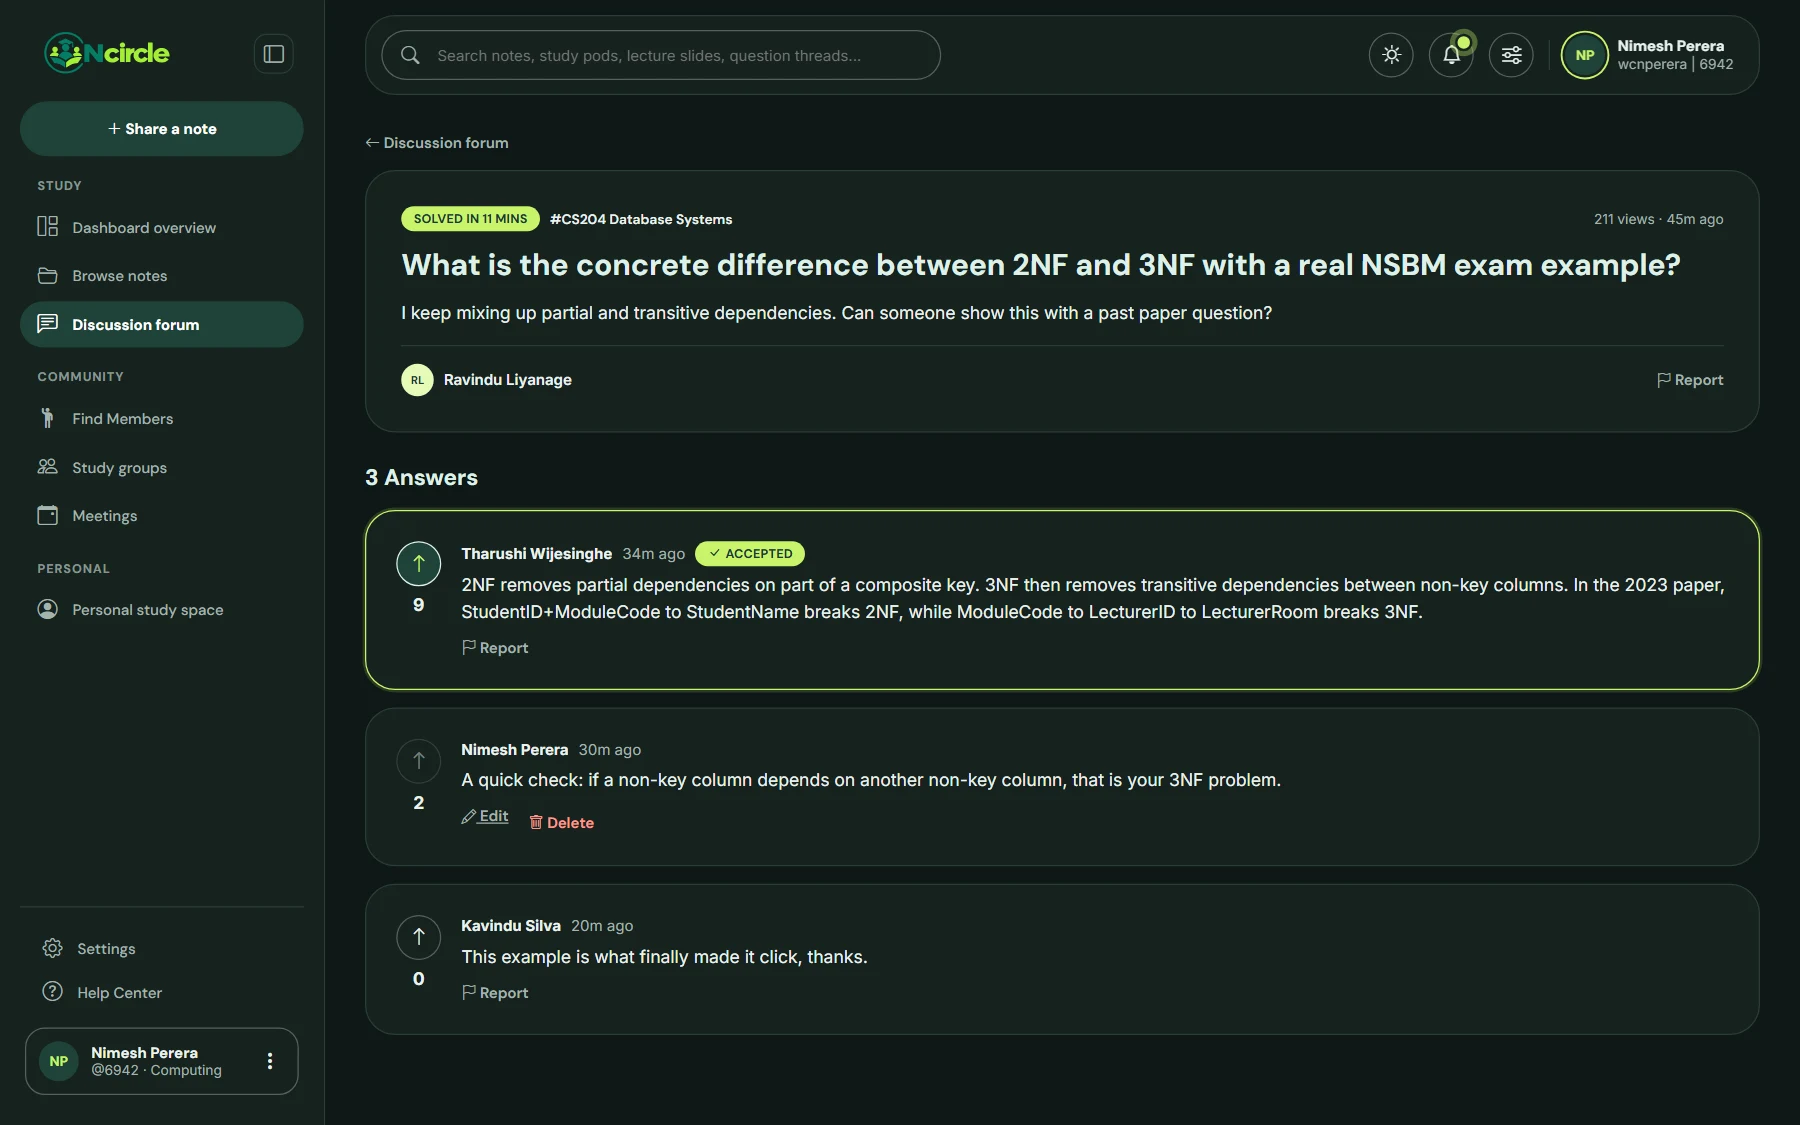 Ncircle
Share a note
STUDY
Dashboard overview
Browse notes
Discussion forum
COMMUNITY
Find Members
Study groups
Meetings
PERSONAL
Personal study space
Settings
Help Center
NP
Nimesh Perera
@6942 · Computing
Search notes, study pods, lecture slides, question threads...
NP
Nimesh Perera
wcnperera | 6942
← Discussion forum
SOLVED IN 11 MINS #CS204 Database Systems
211 views · 45m ago
What is the concrete difference between 2NF and 3NF with a real NSBM exam example?
I keep mixing up partial and transitive dependencies. Can someone show this with a past paper question?
RL
Ravindu Liyanage
Report
3 Answers
9
Tharushi Wijesinghe 34m ago ✓ ACCEPTED
2NF removes partial dependencies on part of a composite key. 3NF then removes transitive dependencies between non-key columns. In the 2023 paper,
StudentID+ModuleCode to StudentName breaks 2NF, while ModuleCode to LecturerID to LecturerRoom breaks 3NF.
Report
2
Nimesh Perera 30m ago
A quick check: if a non-key column depends on another non-key column, that is your 3NF problem.
Edit Delete
0
Kavindu Silva 20m ago
This example is what finally made it click, thanks.
Report